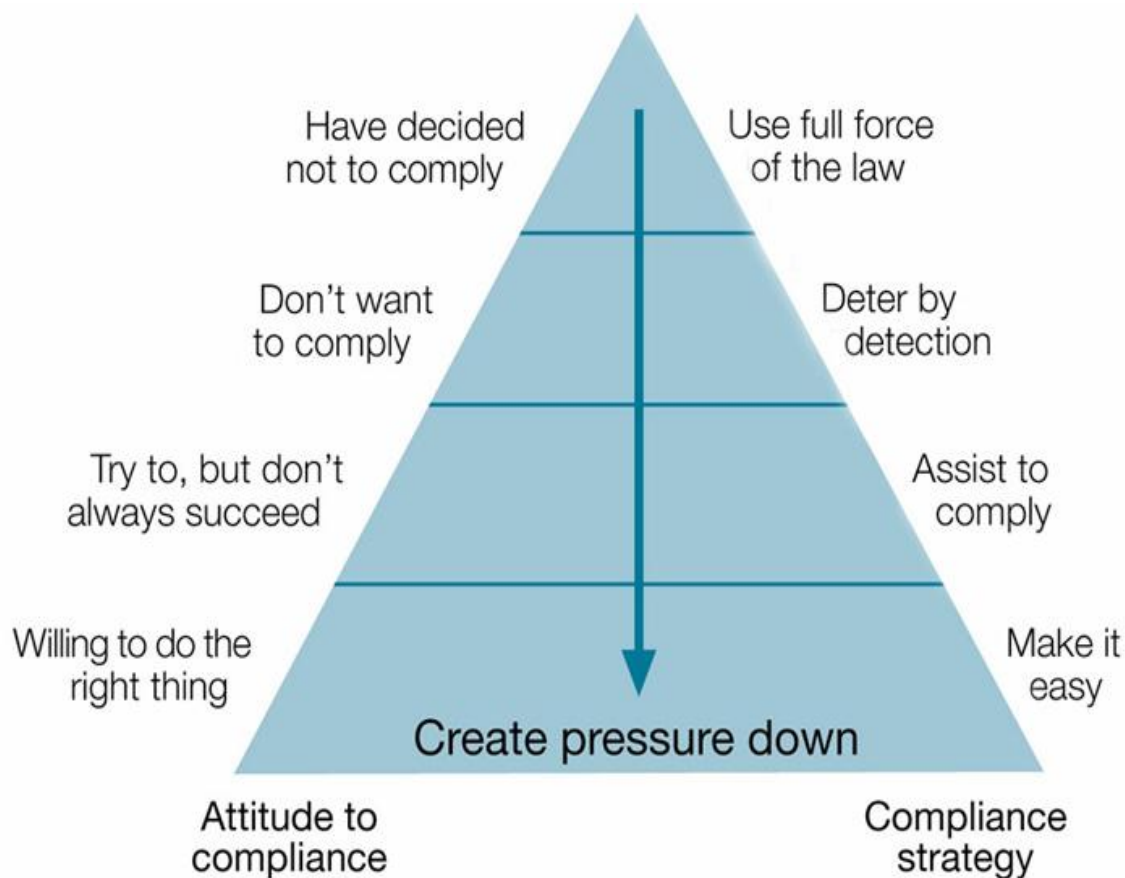 Have decided
not to comply
Use full force
of the law
Don't want
to comply
Deter by
detection
Try to, but don't
always succeed
Assist to
comply
Willing to do the
right thing
Make it
easy
Create pressure down
Attitude to
compliance
Compliance
strategy